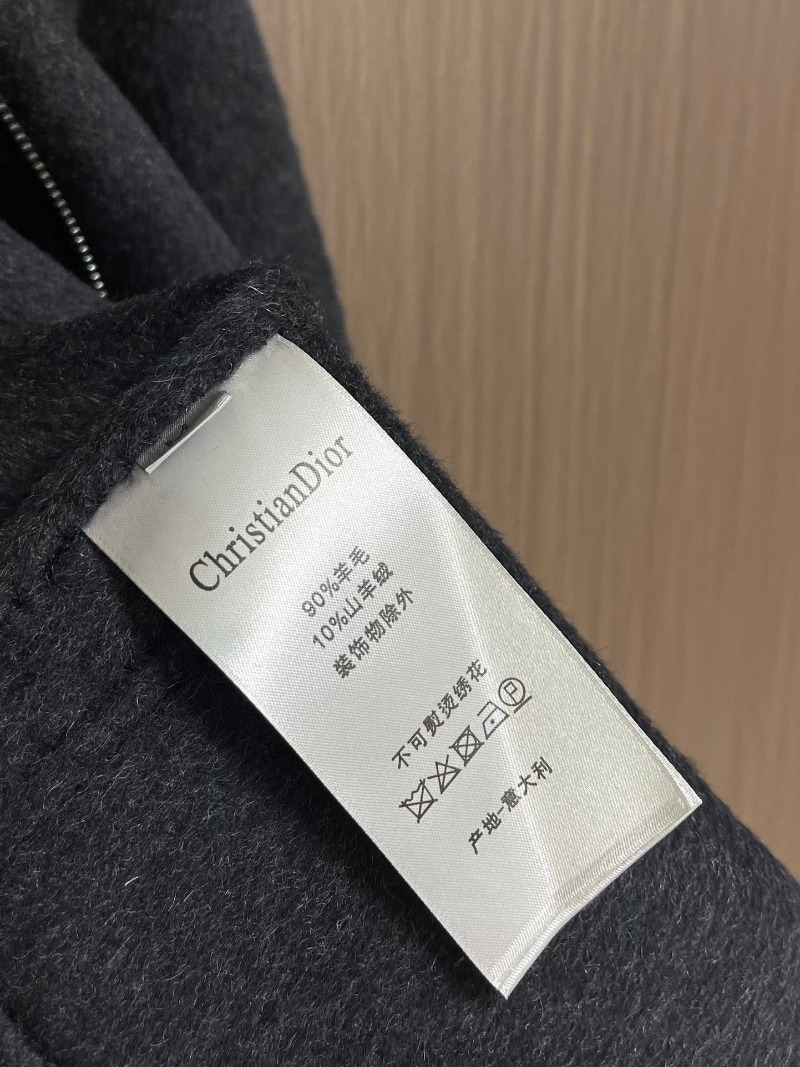 ChristianDior
90%羊毛
10%山羊绒
装饰物除外
不可熨烫绣花
P
产地-意大利